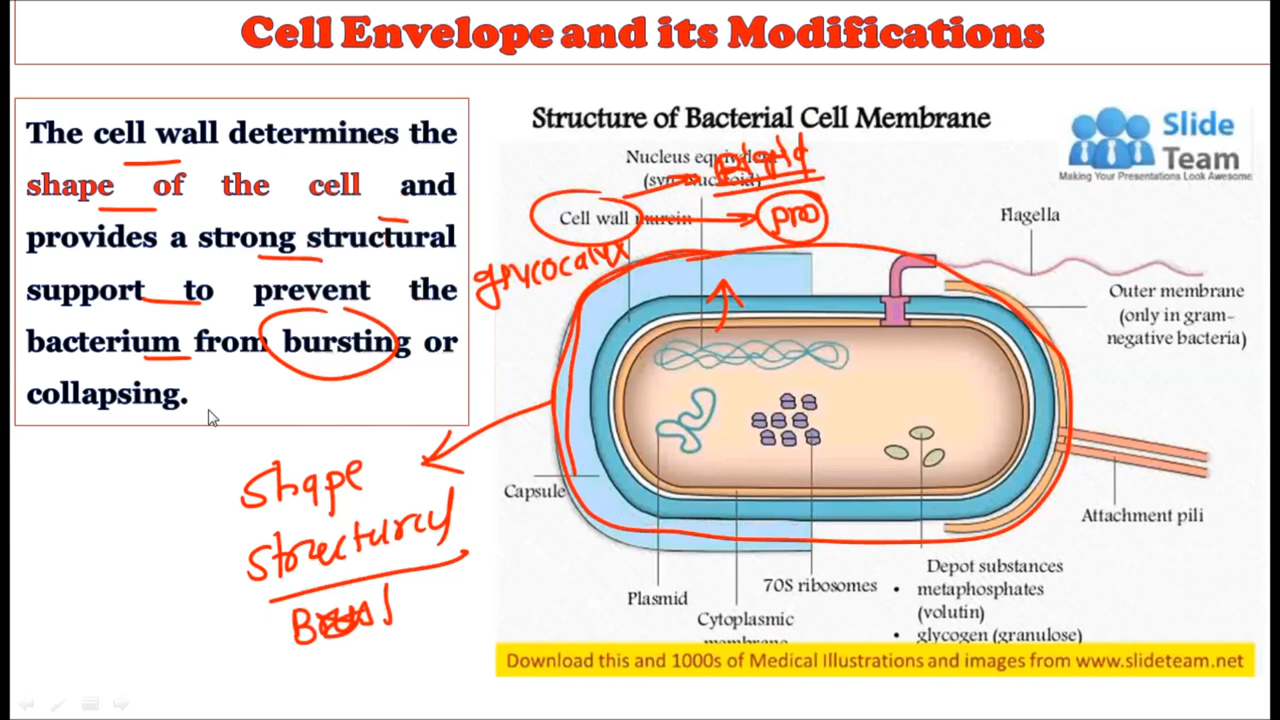 Cell Envelope and its Modifications
The cell wall determines the
shape of the cell and
provides a strong structural
support to prevent the
bacterium from bursting or
collapsing.
Structure of Bacterial Cell Membrane
Slide
Team
Making Your Presentations Look Awesome
Nucleus
Rigid
Cell wall murein
pro
glycocalyx
Flagella
Outer membrane
(only in gram-
negative bacteria)
Capsule
Attachment pili
Plasmid
70S ribosomes
Cytoplasmic
membrane
Depot substances
• metaphosphates
(volutin)
• glycogen (granulose)
shape
Download this and 1000s of Medical Illustrations and images from www.slideteam.net